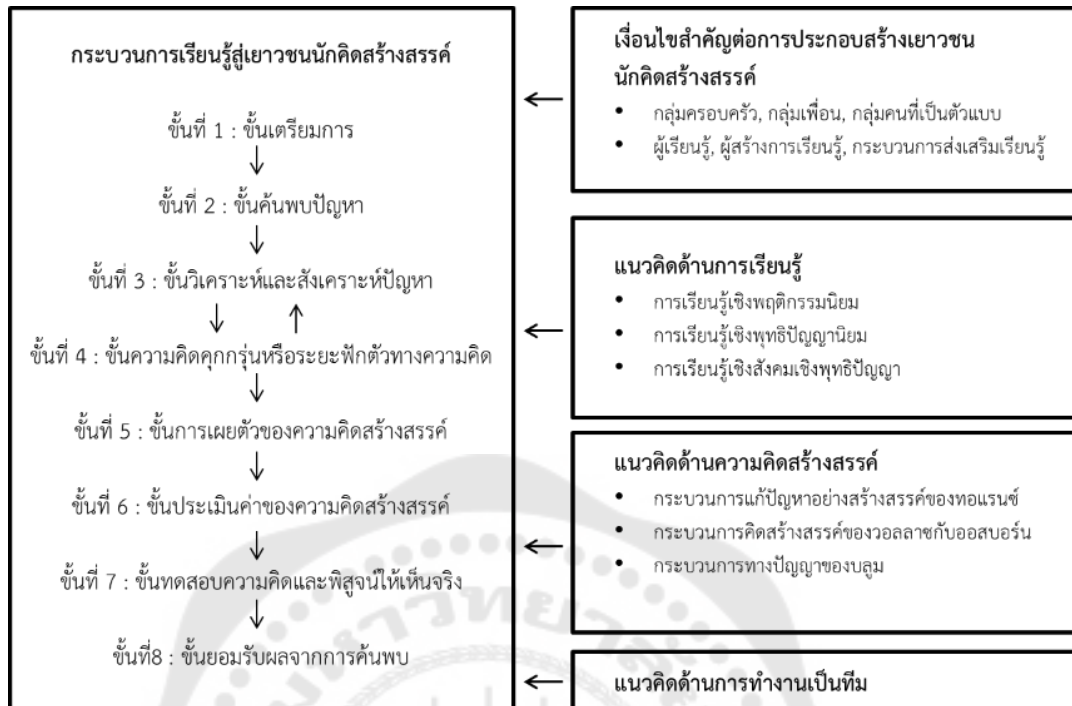 กระบวนการเรียนรู้สู่เยาวชนนักคิดสร้างสรรค์
ขั้นที่ 1 : ขั้นเตรียมการ
ขั้นที่ 2 : ขั้นค้นพบปัญหา
ขั้นที่ 3 : ขั้นวิเคราะห์และสังเคราะห์ปัญหา
ขั้นที่ 4 : ขั้นความคิดคุกกรุ่นหรือระยะฟักตัวทางความคิด
ขั้นที่ 5 : ขั้นการเผยตัวของความคิดสร้างสรรค์
ขั้นที่ 6 : ขั้นประเมินค่าของความคิดสร้างสรรค์
ขั้นที่ 7 : ขั้นทดสอบความคิดและพิสูจน์ให้เห็นจริง
ขั้นที่8 : ขั้นยอมรับผลจากการค้นพบ
เงื่อนไขสำคัญต่อการประกอบสร้างเยาวชน
นักคิดสร้างสรรค์
• กลุ่มครอบครัว, กลุ่มเพื่อน, กลุ่มคนที่เป็นตัวแบบ
• ผู้เรียนรู้, ผู้สร้างการเรียนรู้, กระบวนการส่งเสริมเรียนรู้
แนวคิดด้านการเรียนรู้
• การเรียนรู้เชิงพฤติกรรมนิยม
• การเรียนรู้เชิงพุทธิปัญญานิยม
• การเรียนรู้เชิงสังคมเชิงพุทธิปัญญา
แนวคิดด้านความคิดสร้างสรรค์
• กระบวนการแก้ปัญหาอย่างสร้างสรรค์ของทอแรนซ์
• กระบวนการคิดสร้างสรรค์ของวอลลาซกับออสบอร์น
• กระบวนการทางปัญญาของบลูม
แนวคิดด้านการทำงานเป็นทีม